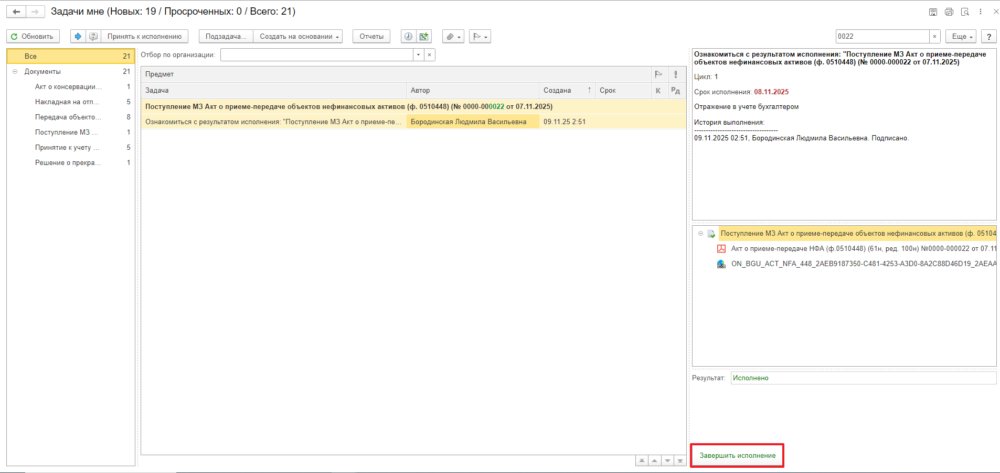 Задачи мне (Новых: 19 / Просроченных: 0 / Всего: 21)
Обновить
Принять к исполнению
Подзадача...
Создать на основании
Отчеты
0022
×
Еще
?
Все 21
Документы 21
Акт о консервации... 1
Накладная на отп... 5
Передача объекто... 8
Поступление МЗ ... 1
Принятие к учету ... 5
Решение о прекра... 1
Отбор по организации:
Предмет
Задача Автор Создана ↑ Срок К Рд
Поступление МЗ Акт о приеме-передаче объектов нефинансовых активов (ф. 0510448) (№ 0000-000022 от 07.11.2025)
Ознакомиться с результатом исполнения: "Поступление МЗ Акт о приеме-пе... Бородинская Людмила Васильевна 09.11.25 2:51
Ознакомиться с результатом исполнения: "Поступление МЗ Акт о приеме-передаче
объектов нефинансовых активов (ф. 0510448) (№ 0000-000022 от 07.11.2025)
Цикл: 1
Срок исполнения: 08.11.2025
Отражение в учете бухгалтером
История выполнения:
------------------------------------
09.11.2025 02:51, Бородинская Людмила Васильевна. Подписано.
Поступление МЗ Акт о приеме-передаче объектов нефинансовых активов (ф. 05104
Акт о приеме-передаче НФА (ф.0510448) (61н, ред. 100н) №0000-000022 от 07.11
ON_BGU_ACT_NFA_448_2AEB9187350-C481-4253-A3D0-8A2C88D46D19_2AEAA
Результат: Исполнено
Завершить исполнение